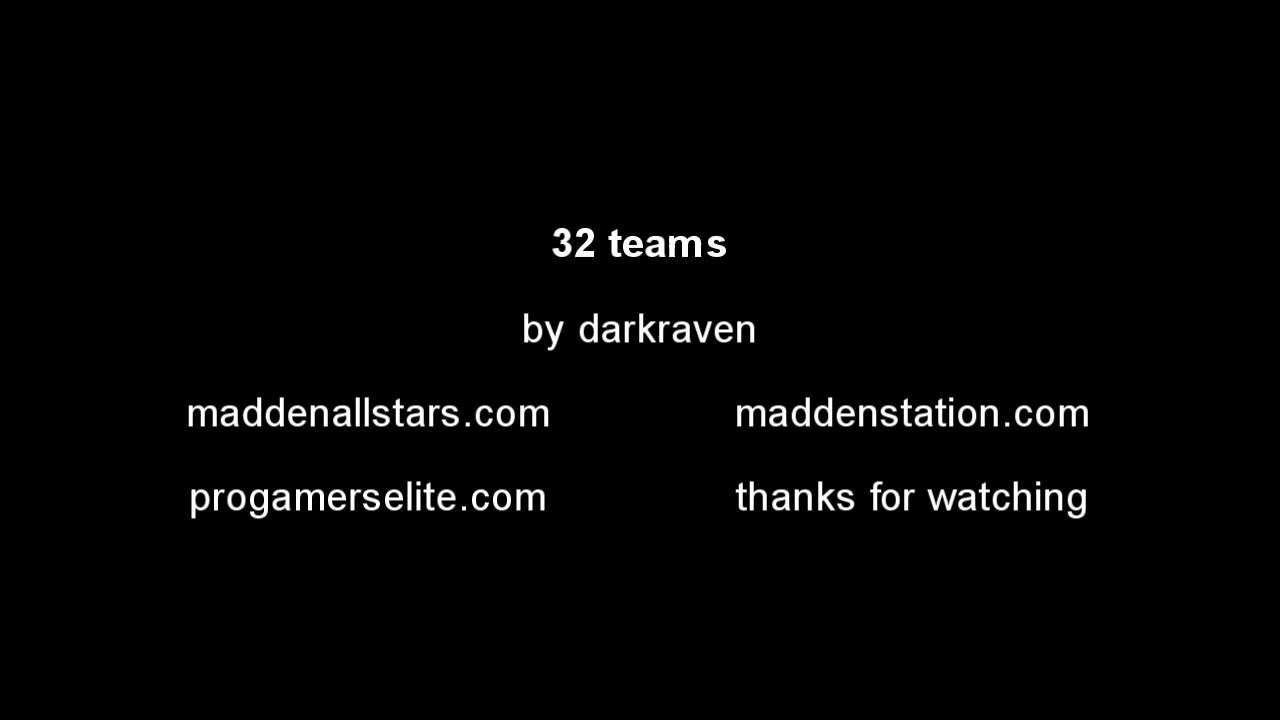 32 teams
by darkraven
maddenallstars.com maddenstation.com
progamerselite.com thanks for watching